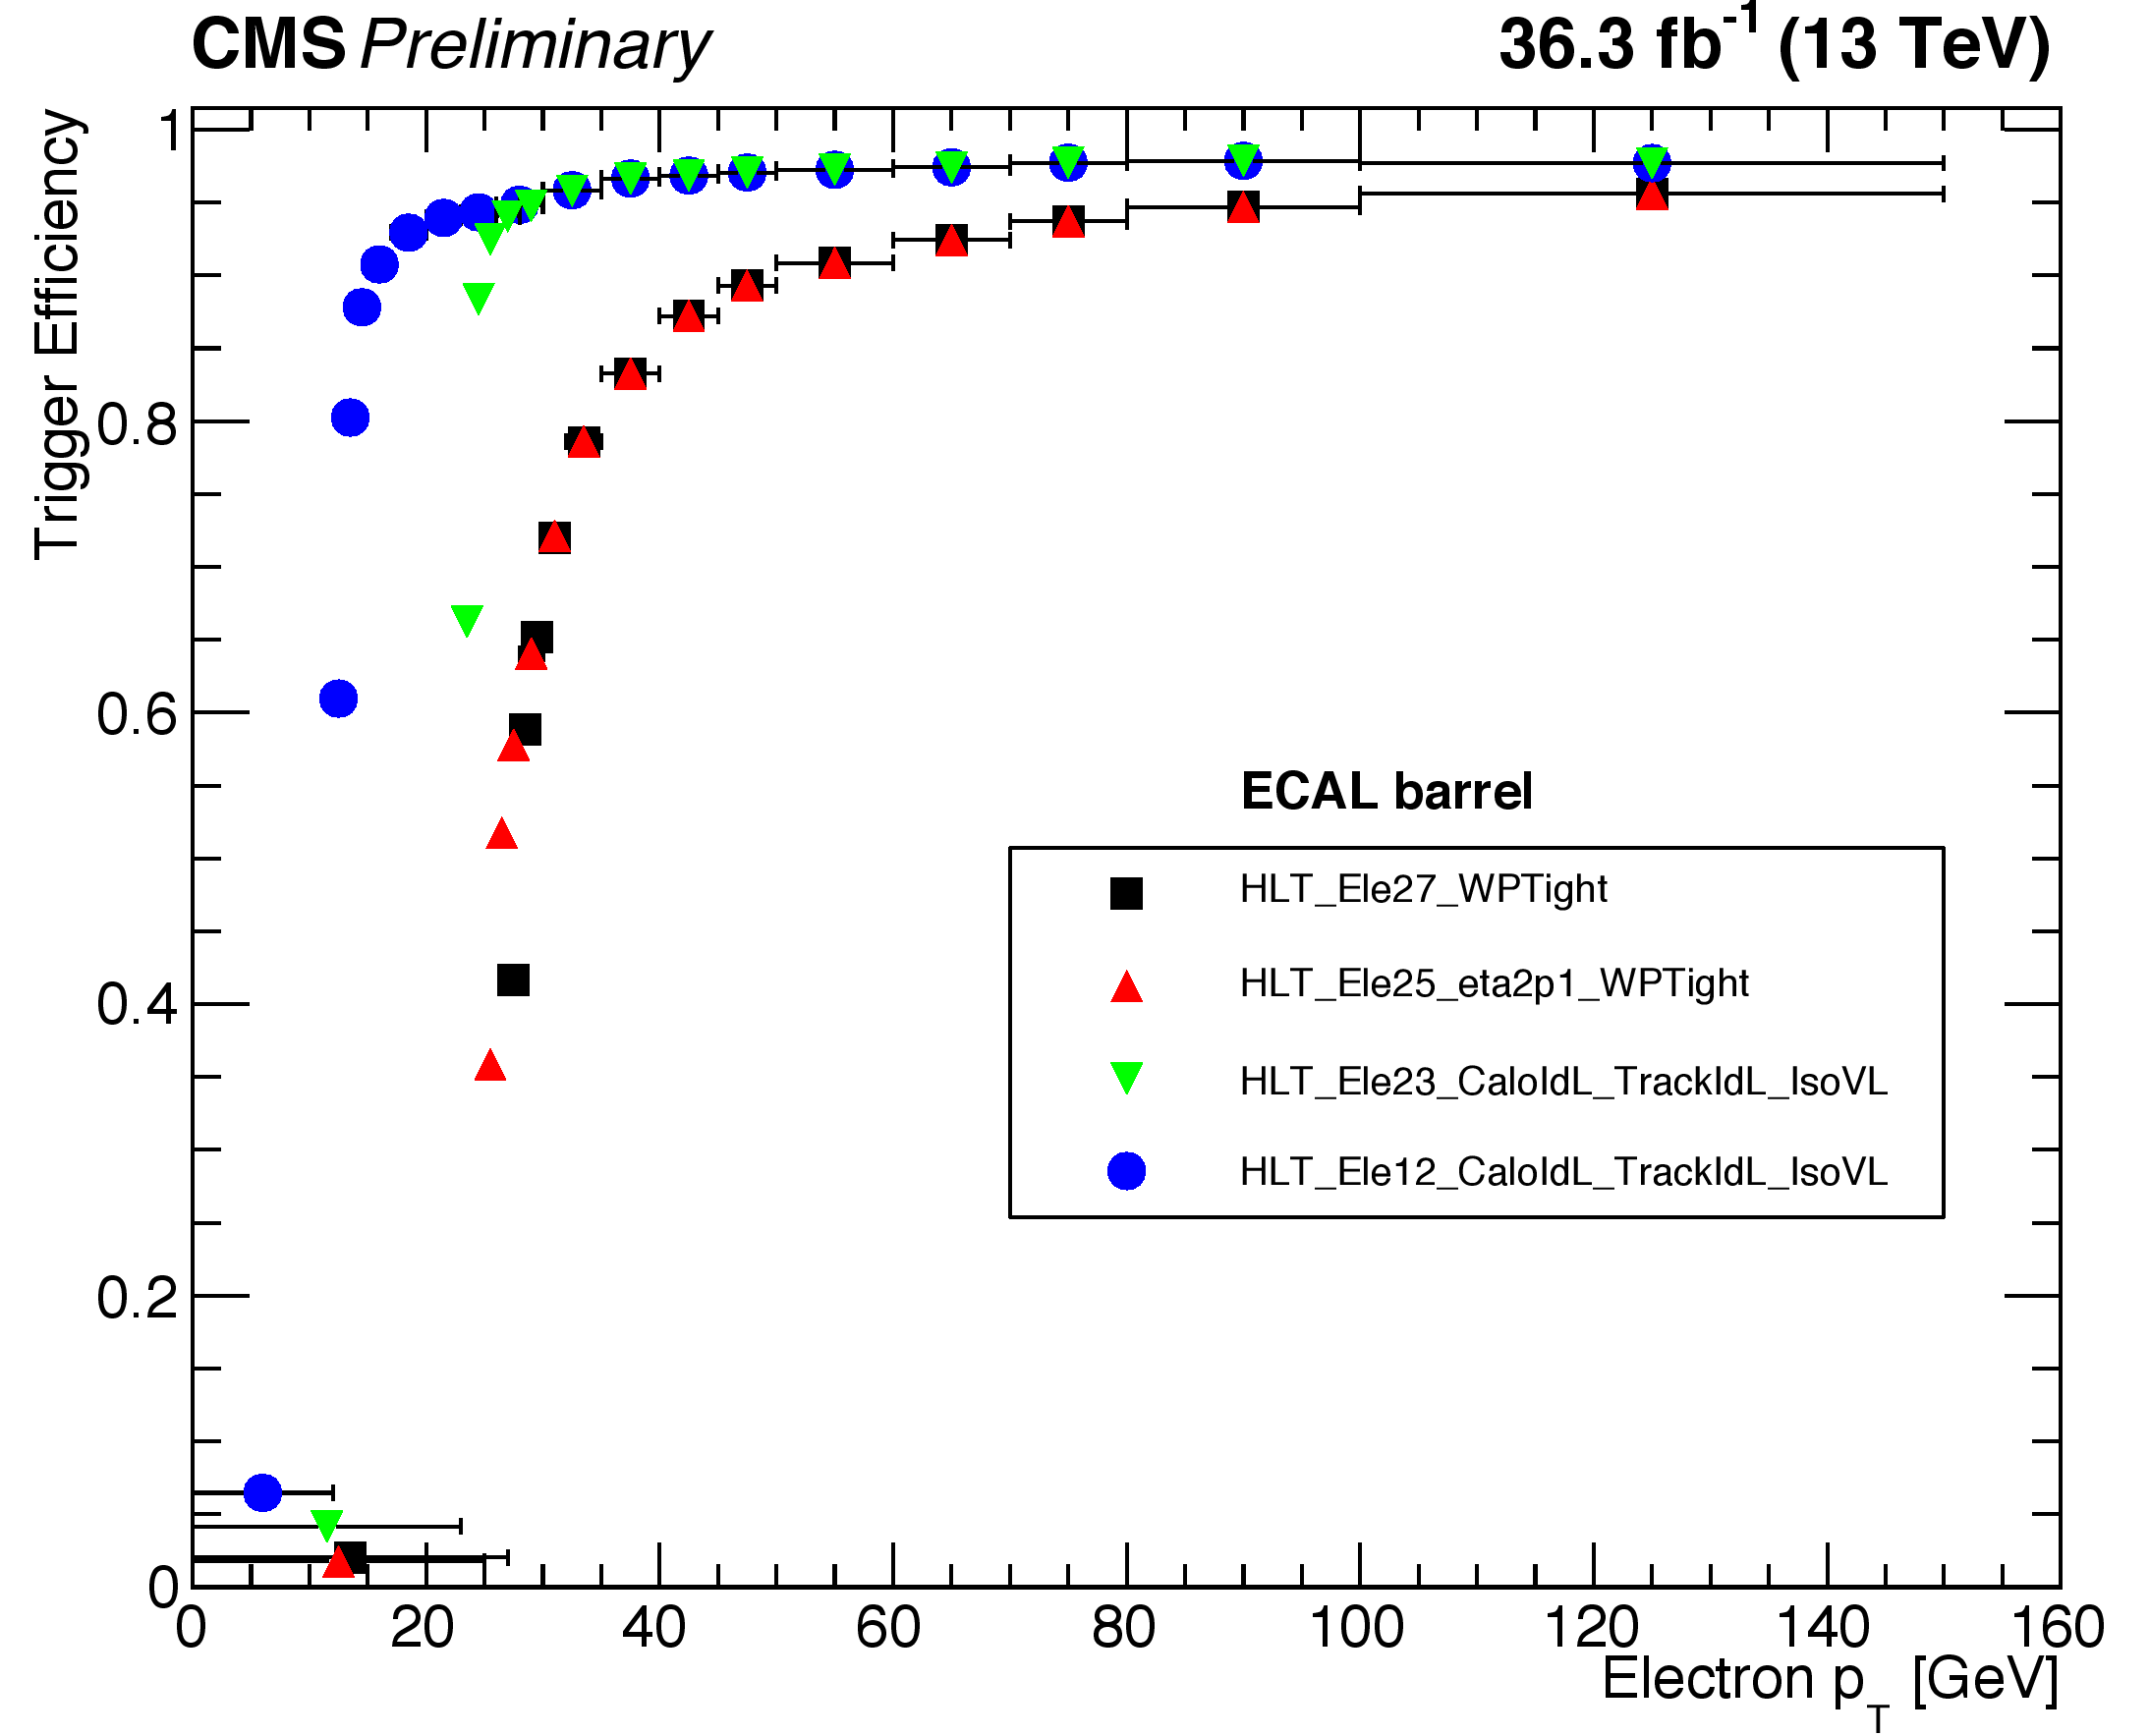 CMS Preliminary
36.3 fb-1 (13 TeV)
Trigger Efficiency
1
0.8
0.6
0.4
0.2
0
ECAL barrel
HLT_Ele27_WPTight
HLT_Ele25_eta2p1_WPTight
HLT_Ele23_CaloIdL_TrackIdL_IsoVL
HLT_Ele12_CaloIdL_TrackIdL_IsoVL
0 20 40 60 80 100 120 140 160
Electron pT [GeV]